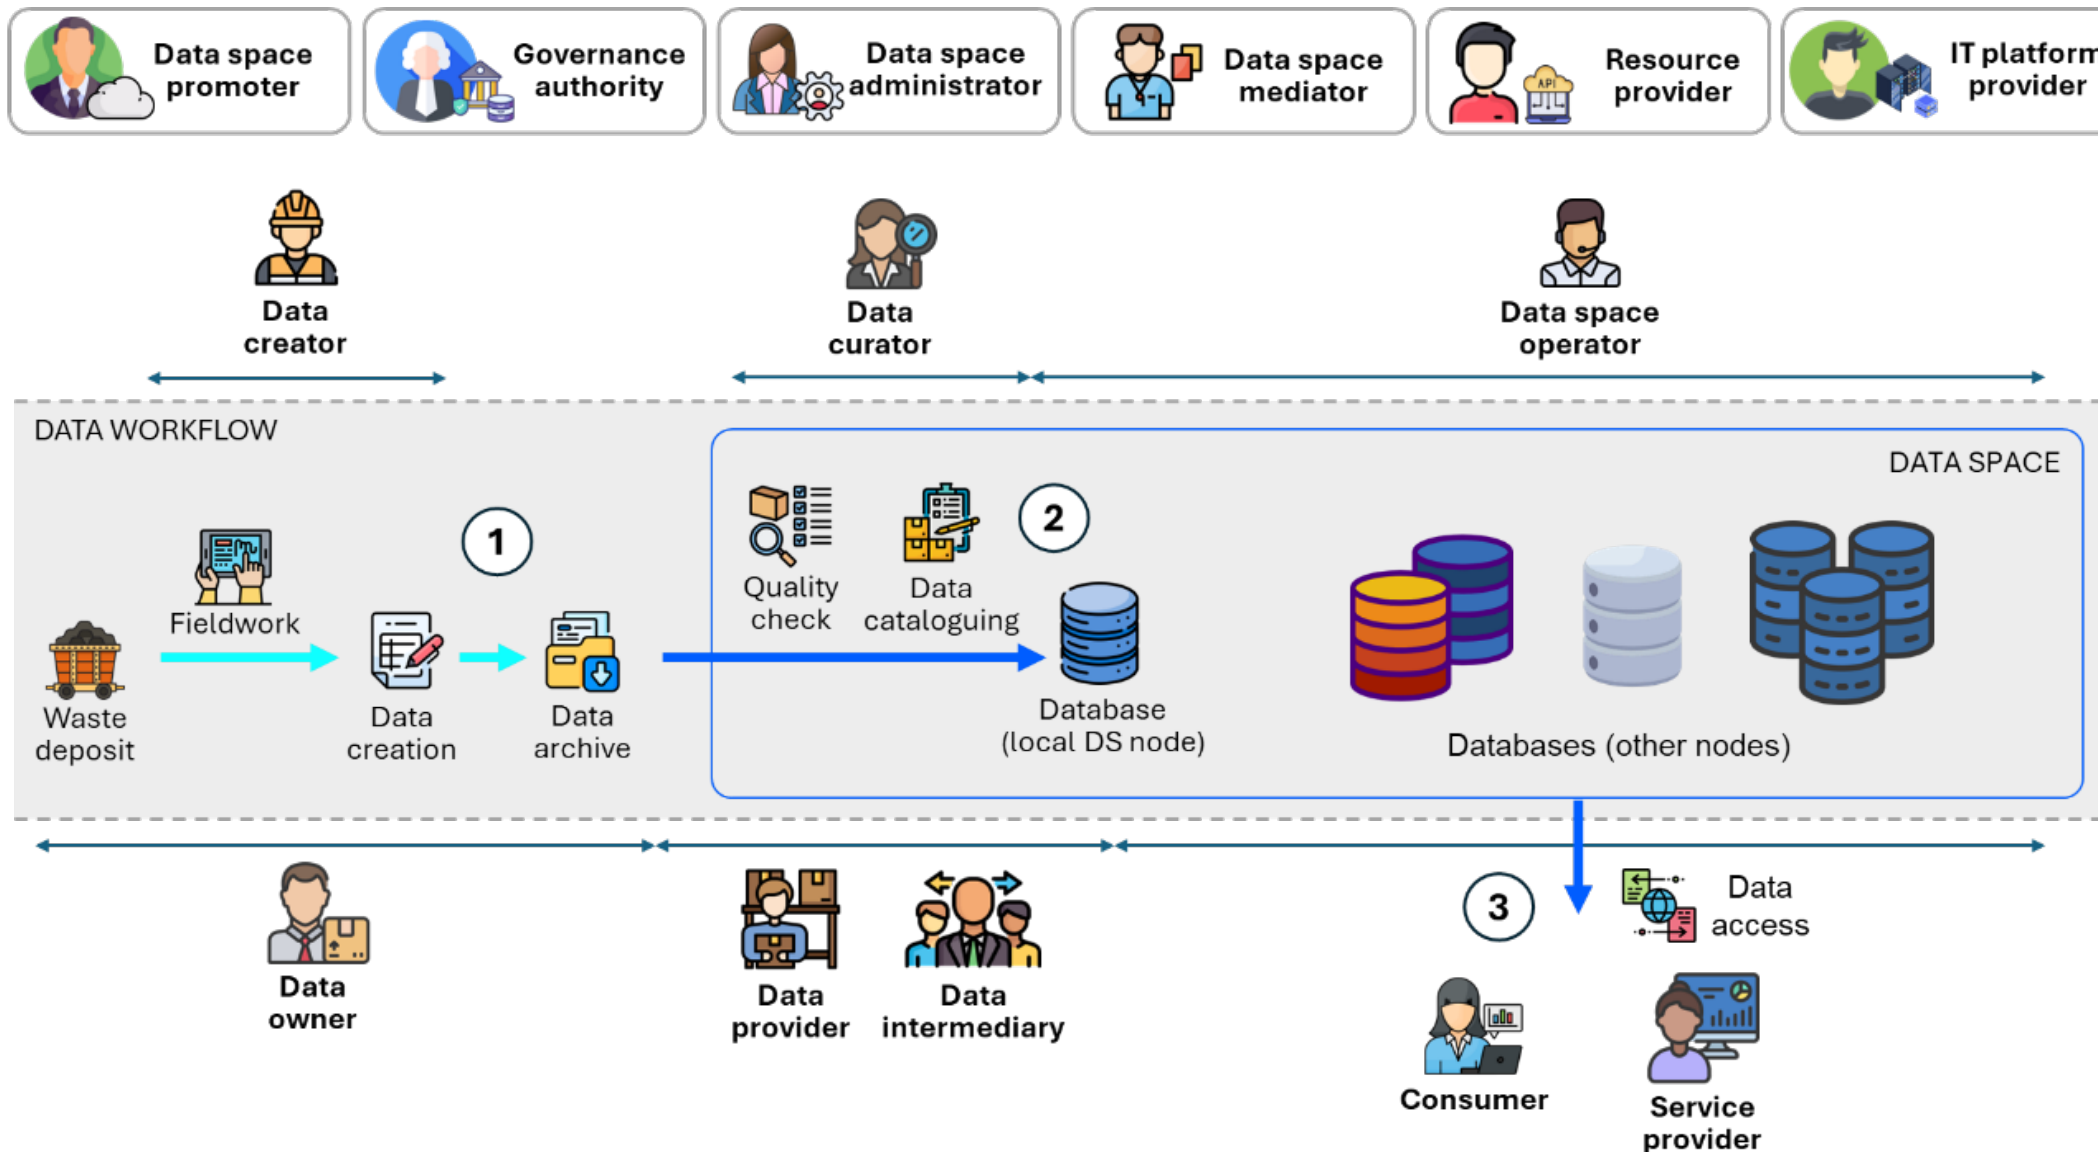 Data space
promoter
Governance
authority
Data space
administrator
Data space
mediator
Resource
provider
API
IT platform
provider
Data
creator
Data
curator
Data space
operator
DATA WORKFLOW
DATA SPACE
1
2
Fieldwork
Quality
check
Data
cataloguing
Waste
deposit
Data
creation
Data
archive
Database
(local DS node)
Databases (other nodes)
3
Data
access
Data
owner
Data
provider
Data
intermediary
Consumer
Service
provider